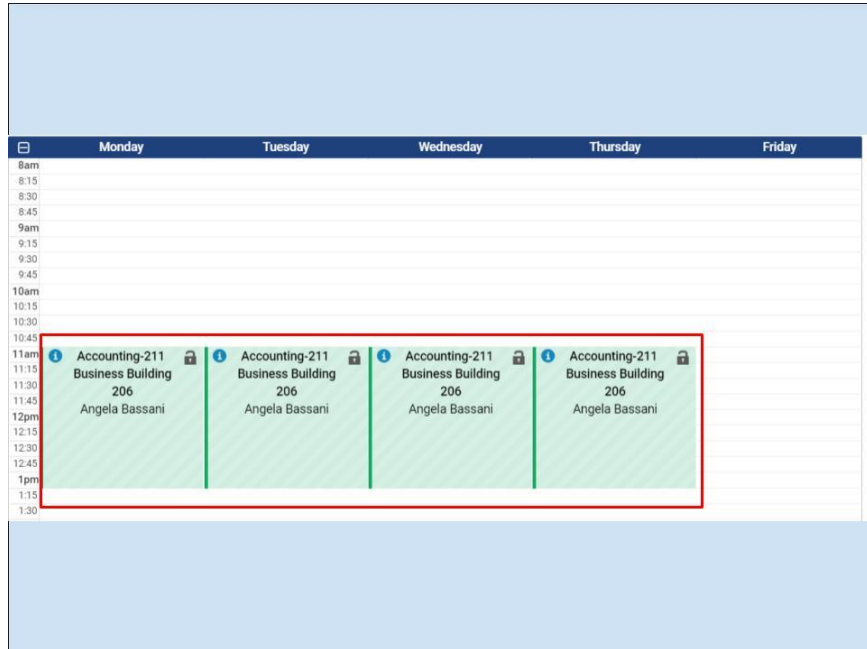 Monday Tuesday Wednesday Thursday Friday
8am
8:15
8:30
8:45
9am
9:15
9:30
9:45
10am
10:15
10:30
10:45
11am
11:15
11:30
11:45
12pm
12:15
12:30
12:45
1pm
1:15
1:30
Accounting-211
Business Building
206
Angela Bassani
Accounting-211
Business Building
206
Angela Bassani
Accounting-211
Business Building
206
Angela Bassani
Accounting-211
Business Building
206
Angela Bassani